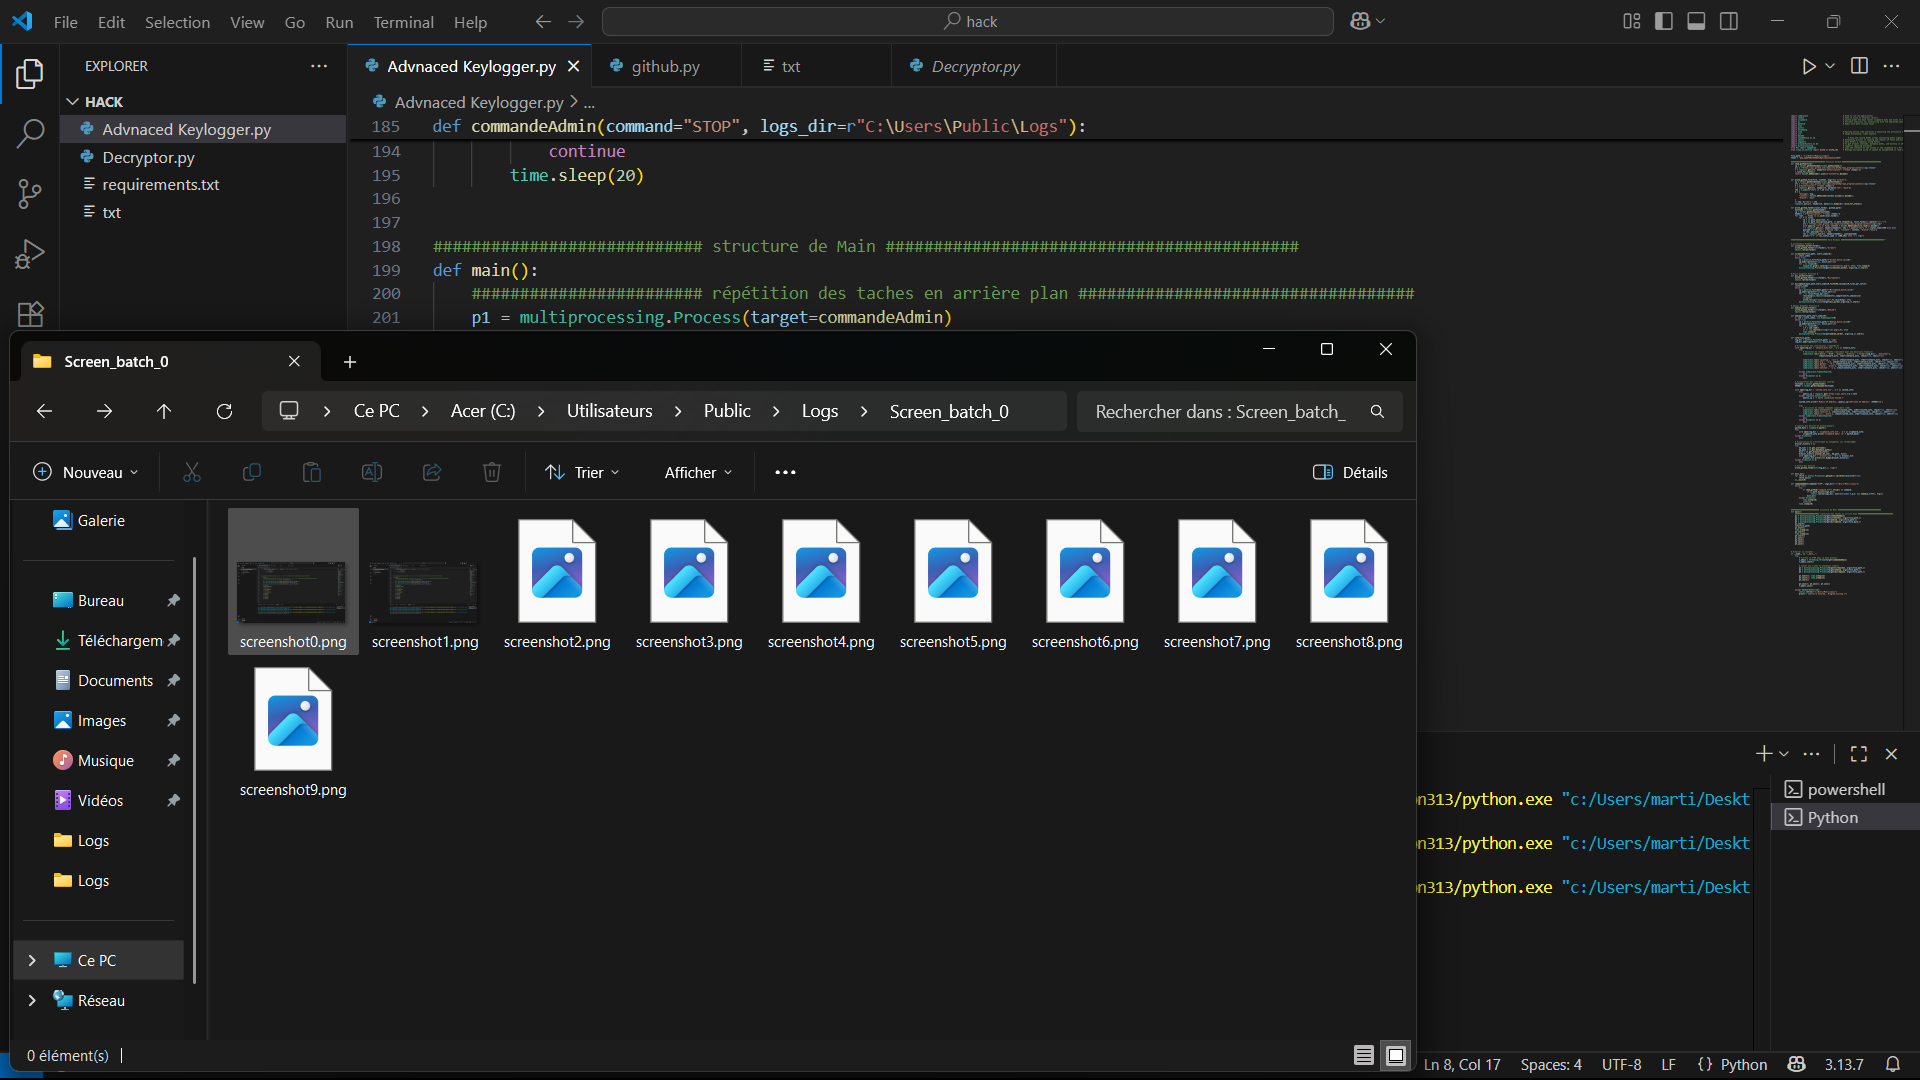 File Edit Selection View Go Run Terminal Help
hack
EXPLORER
HACK
Advnaced Keylogger.py
Decryptor.py
requirements.txt
txt
Advnaced Keylogger.py
github.py
txt
Decryptor.py
Advnaced Keylogger.py > ...
185 def commandeAdmin(command="STOP", logs_dir=r"C:\Users\Public\Logs"):
194 continue
195 time.sleep(20)
196
197
198 ############################ structure de Main ###########################################
199 def main():
200 ######################## répétition des taches en arrière plan ###################################
201 p1 = multiprocessing.Process(target=commandeAdmin)
Screen_batch_0
Ce PC > Acer (C:) > Utilisateurs > Public > Logs > Screen_batch_0
Rechercher dans : Screen_batch_
Nouveau
Trier
Afficher
Détails
Galerie
Bureau
Téléchargem
Documents
Images
Musique
Vidéos
Logs
Logs
Ce PC
Réseau
screenshot0.png screenshot1.png screenshot2.png screenshot3.png screenshot4.png screenshot5.png screenshot6.png screenshot7.png screenshot8.png
screenshot9.png
0 élément(s)
n313/python.exe "c:/Users/marti/Deskt
n313/python.exe "c:/Users/marti/Deskt
n313/python.exe "c:/Users/marti/Deskt
powershell
Python
Ln 8, Col 17 Spaces: 4 UTF-8 LF {} Python 3.13.7